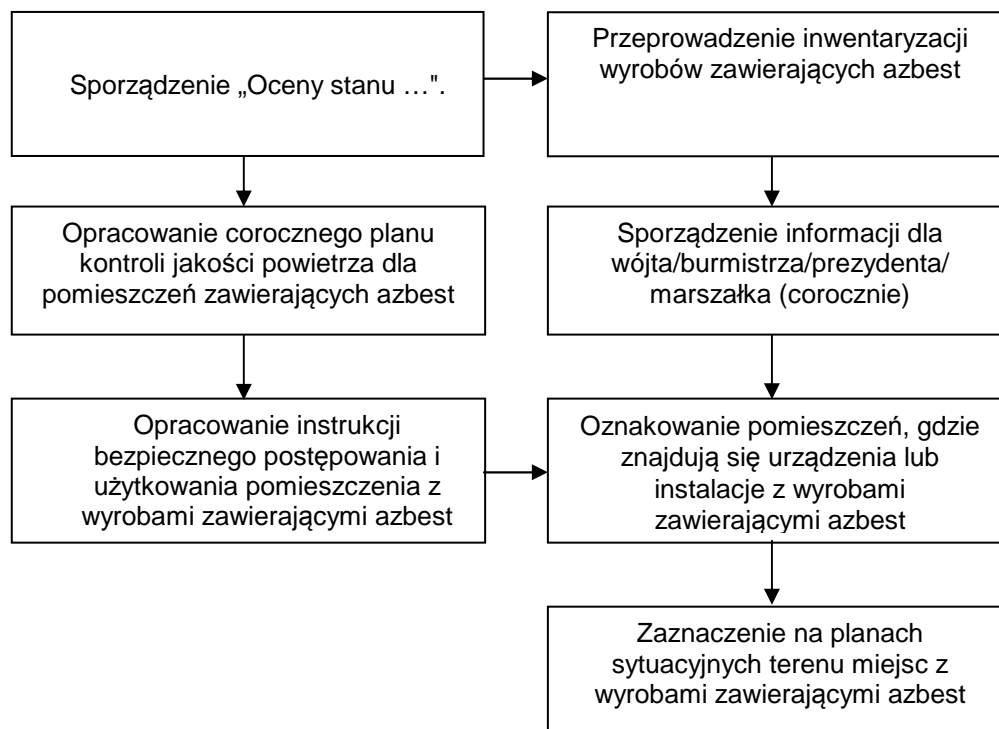 Sporządzenie „Oceny stanu …".
Przeprowadzenie inwentaryzacji
wyrobów zawierających azbest
Opracowanie corocznego planu
kontroli jakości powietrza dla
pomieszczeń zawierających azbest
Sporządzenie informacji dla
wójta/burmistrza/prezydenta/
marszałka (corocznie)
Opracowanie instrukcji
bezpiecznego postępowania i
użytkowania pomieszczenia z
wyrobami zawierającymi azbest
Oznakowanie pomieszczeń, gdzie
znajdują się urządzenia lub
instalacje z wyrobami
zawierającymi azbest
Zaznaczenie na planach
sytuacyjnych terenu miejsc z
wyrobami zawierającymi azbest